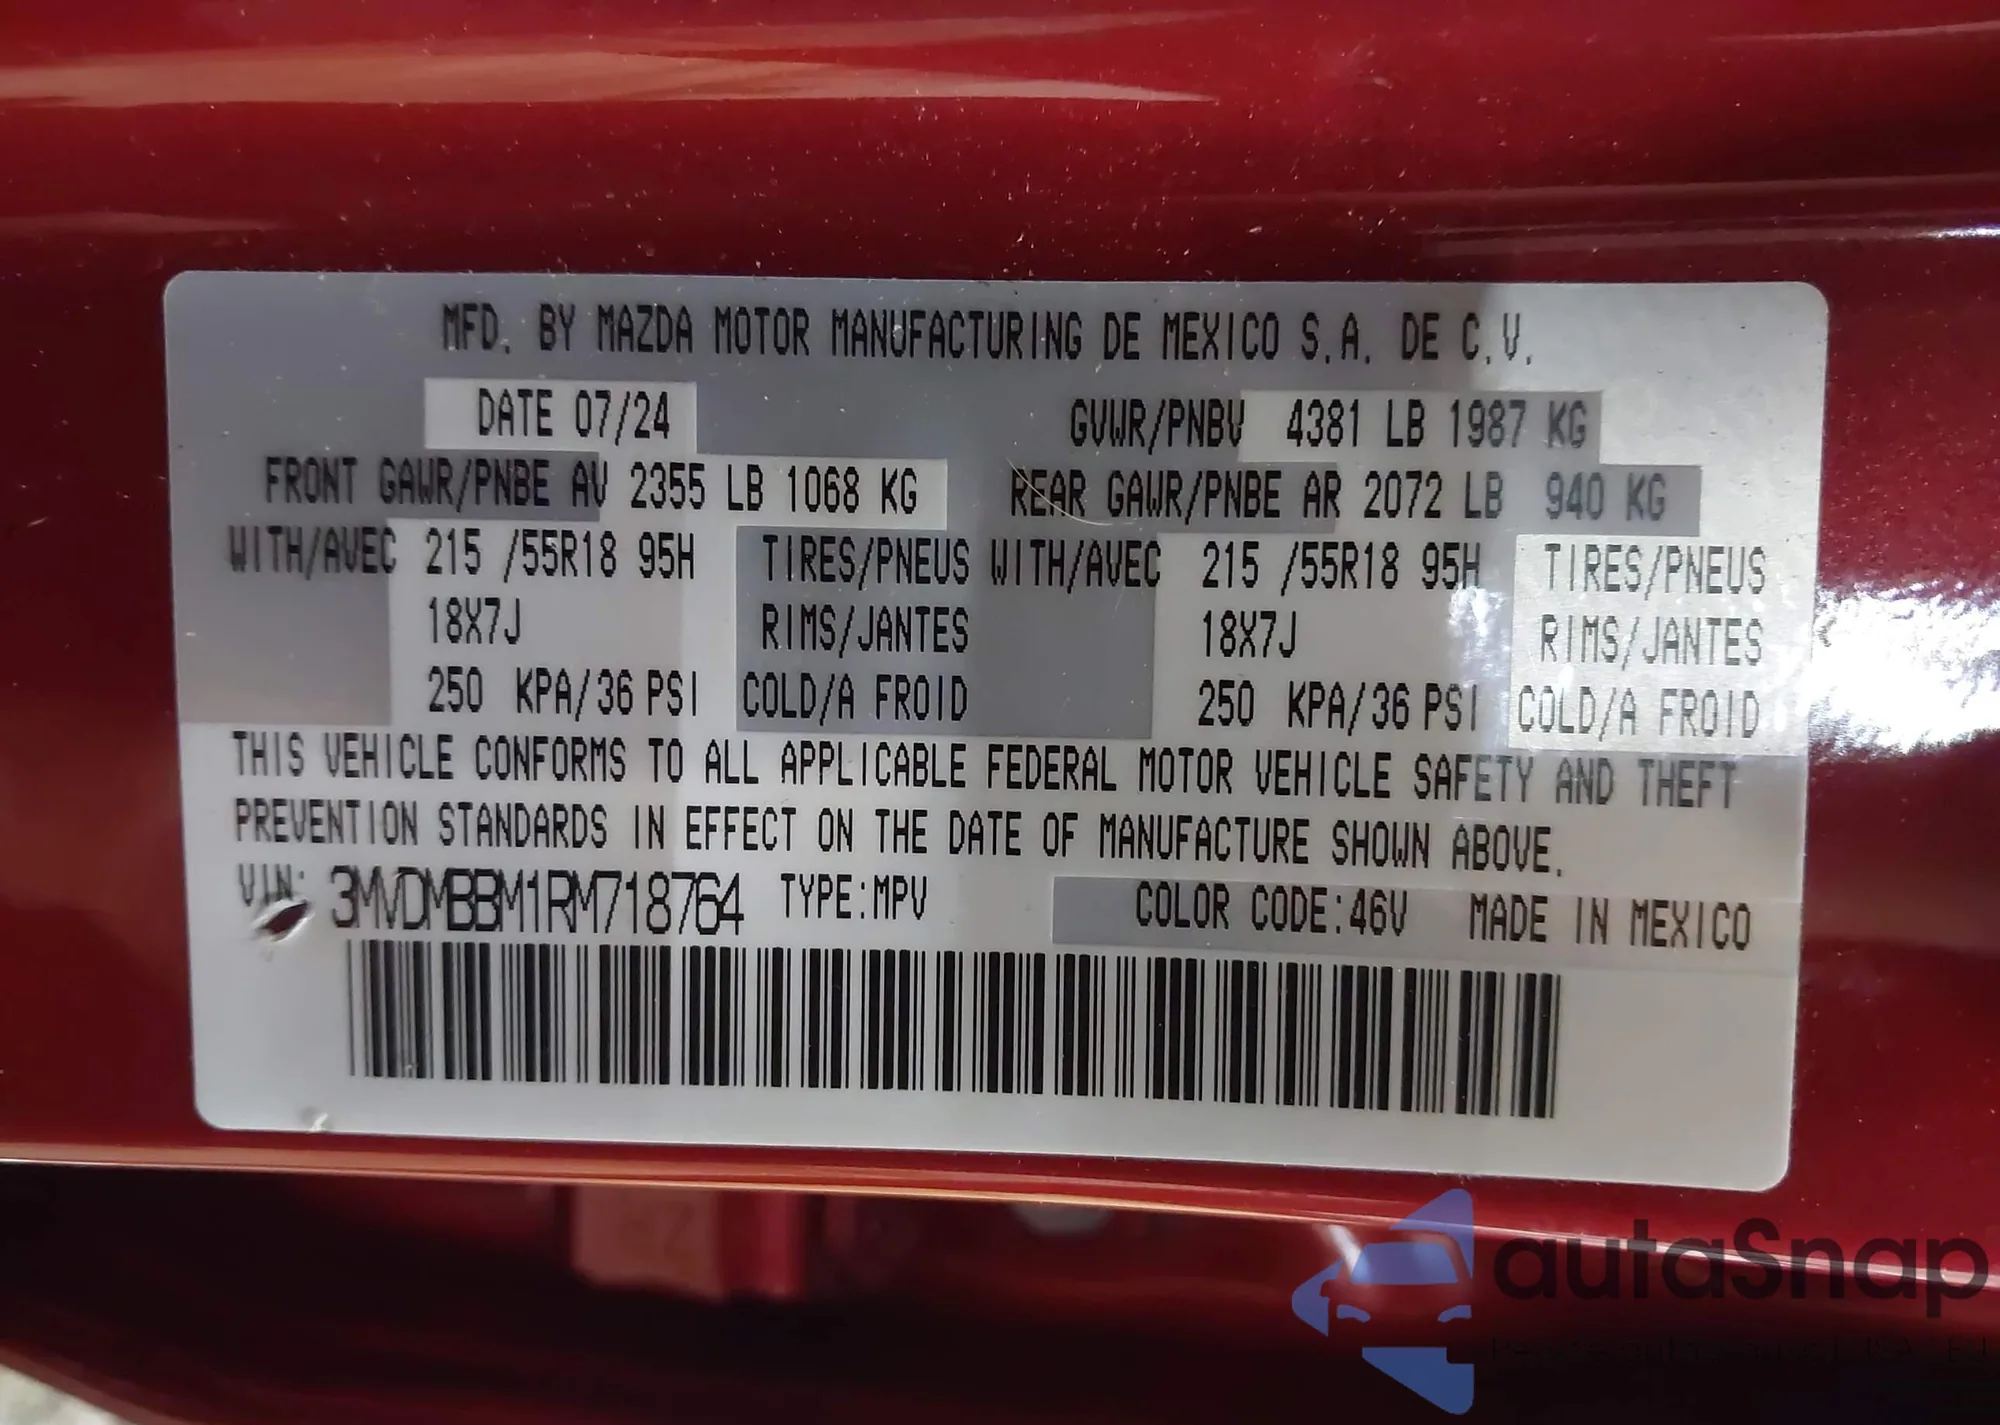 MFD. BY MAZDA MOTOR MANUFACTURING DE MEXICO S.A. DE C.V.
DATE 07/24 GVWR/PNBV 4381 LB 1987 KG
FRONT GAWR/PNBE AV 2355 LB 1068 KG REAR GAWR/PNBE AR 2072 LB 940 KG
WITH/AVEC 215 /55R18 95H TIRES/PNEUS WITH/AVEC 215 /55R18 95H TIRES/PNEUS
18X7J RIMS/JANTES 18X7J RIMS/JANTES
250 KPA/36 PSI COLD/A FROID 250 KPA/36 PSI COLD/A FROID
THIS VEHICLE CONFORMS TO ALL APPLICABLE FEDERAL MOTOR VEHICLE SAFETY AND THEFT
PREVENTION STANDARDS IN EFFECT ON THE DATE OF MANUFACTURE SHOWN ABOVE.
VIN: 3MVDMBBM1RM718764 TYPE:MPV COLOR CODE:46V MADE IN MEXICO
autaSnap